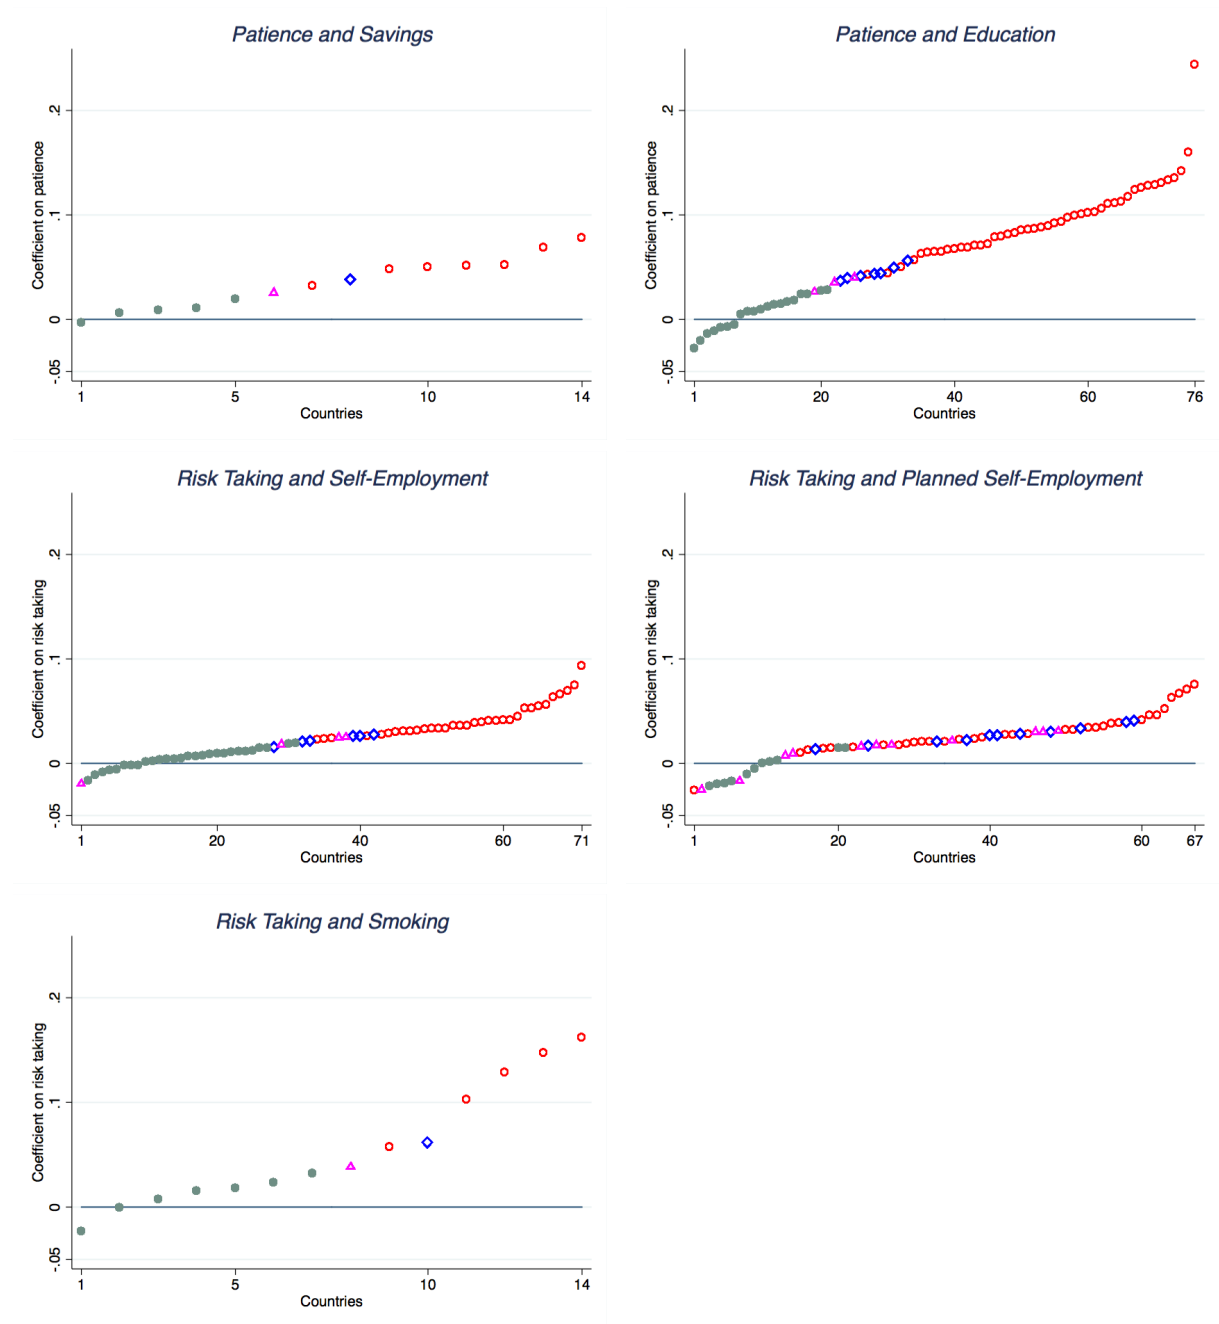 Patience and Savings
Coefficient on patience
.2
.1
0
-.05
1
5
10
14
Countries
Patience and Education
Coefficient on patience
.2
.1
0
-.05
1
20
40
60
76
Countries
Risk Taking and Self-Employment
Coefficient on risk taking
.2
.1
0
-.05
1
20
40
60
71
Countries
Risk Taking and Planned Self-Employment
Coefficient on risk taking
.2
.1
0
-.05
1
20
40
60
67
Countries
Risk Taking and Smoking
Coefficient on risk taking
.2
.1
0
-.05
1
5
10
14
Countries